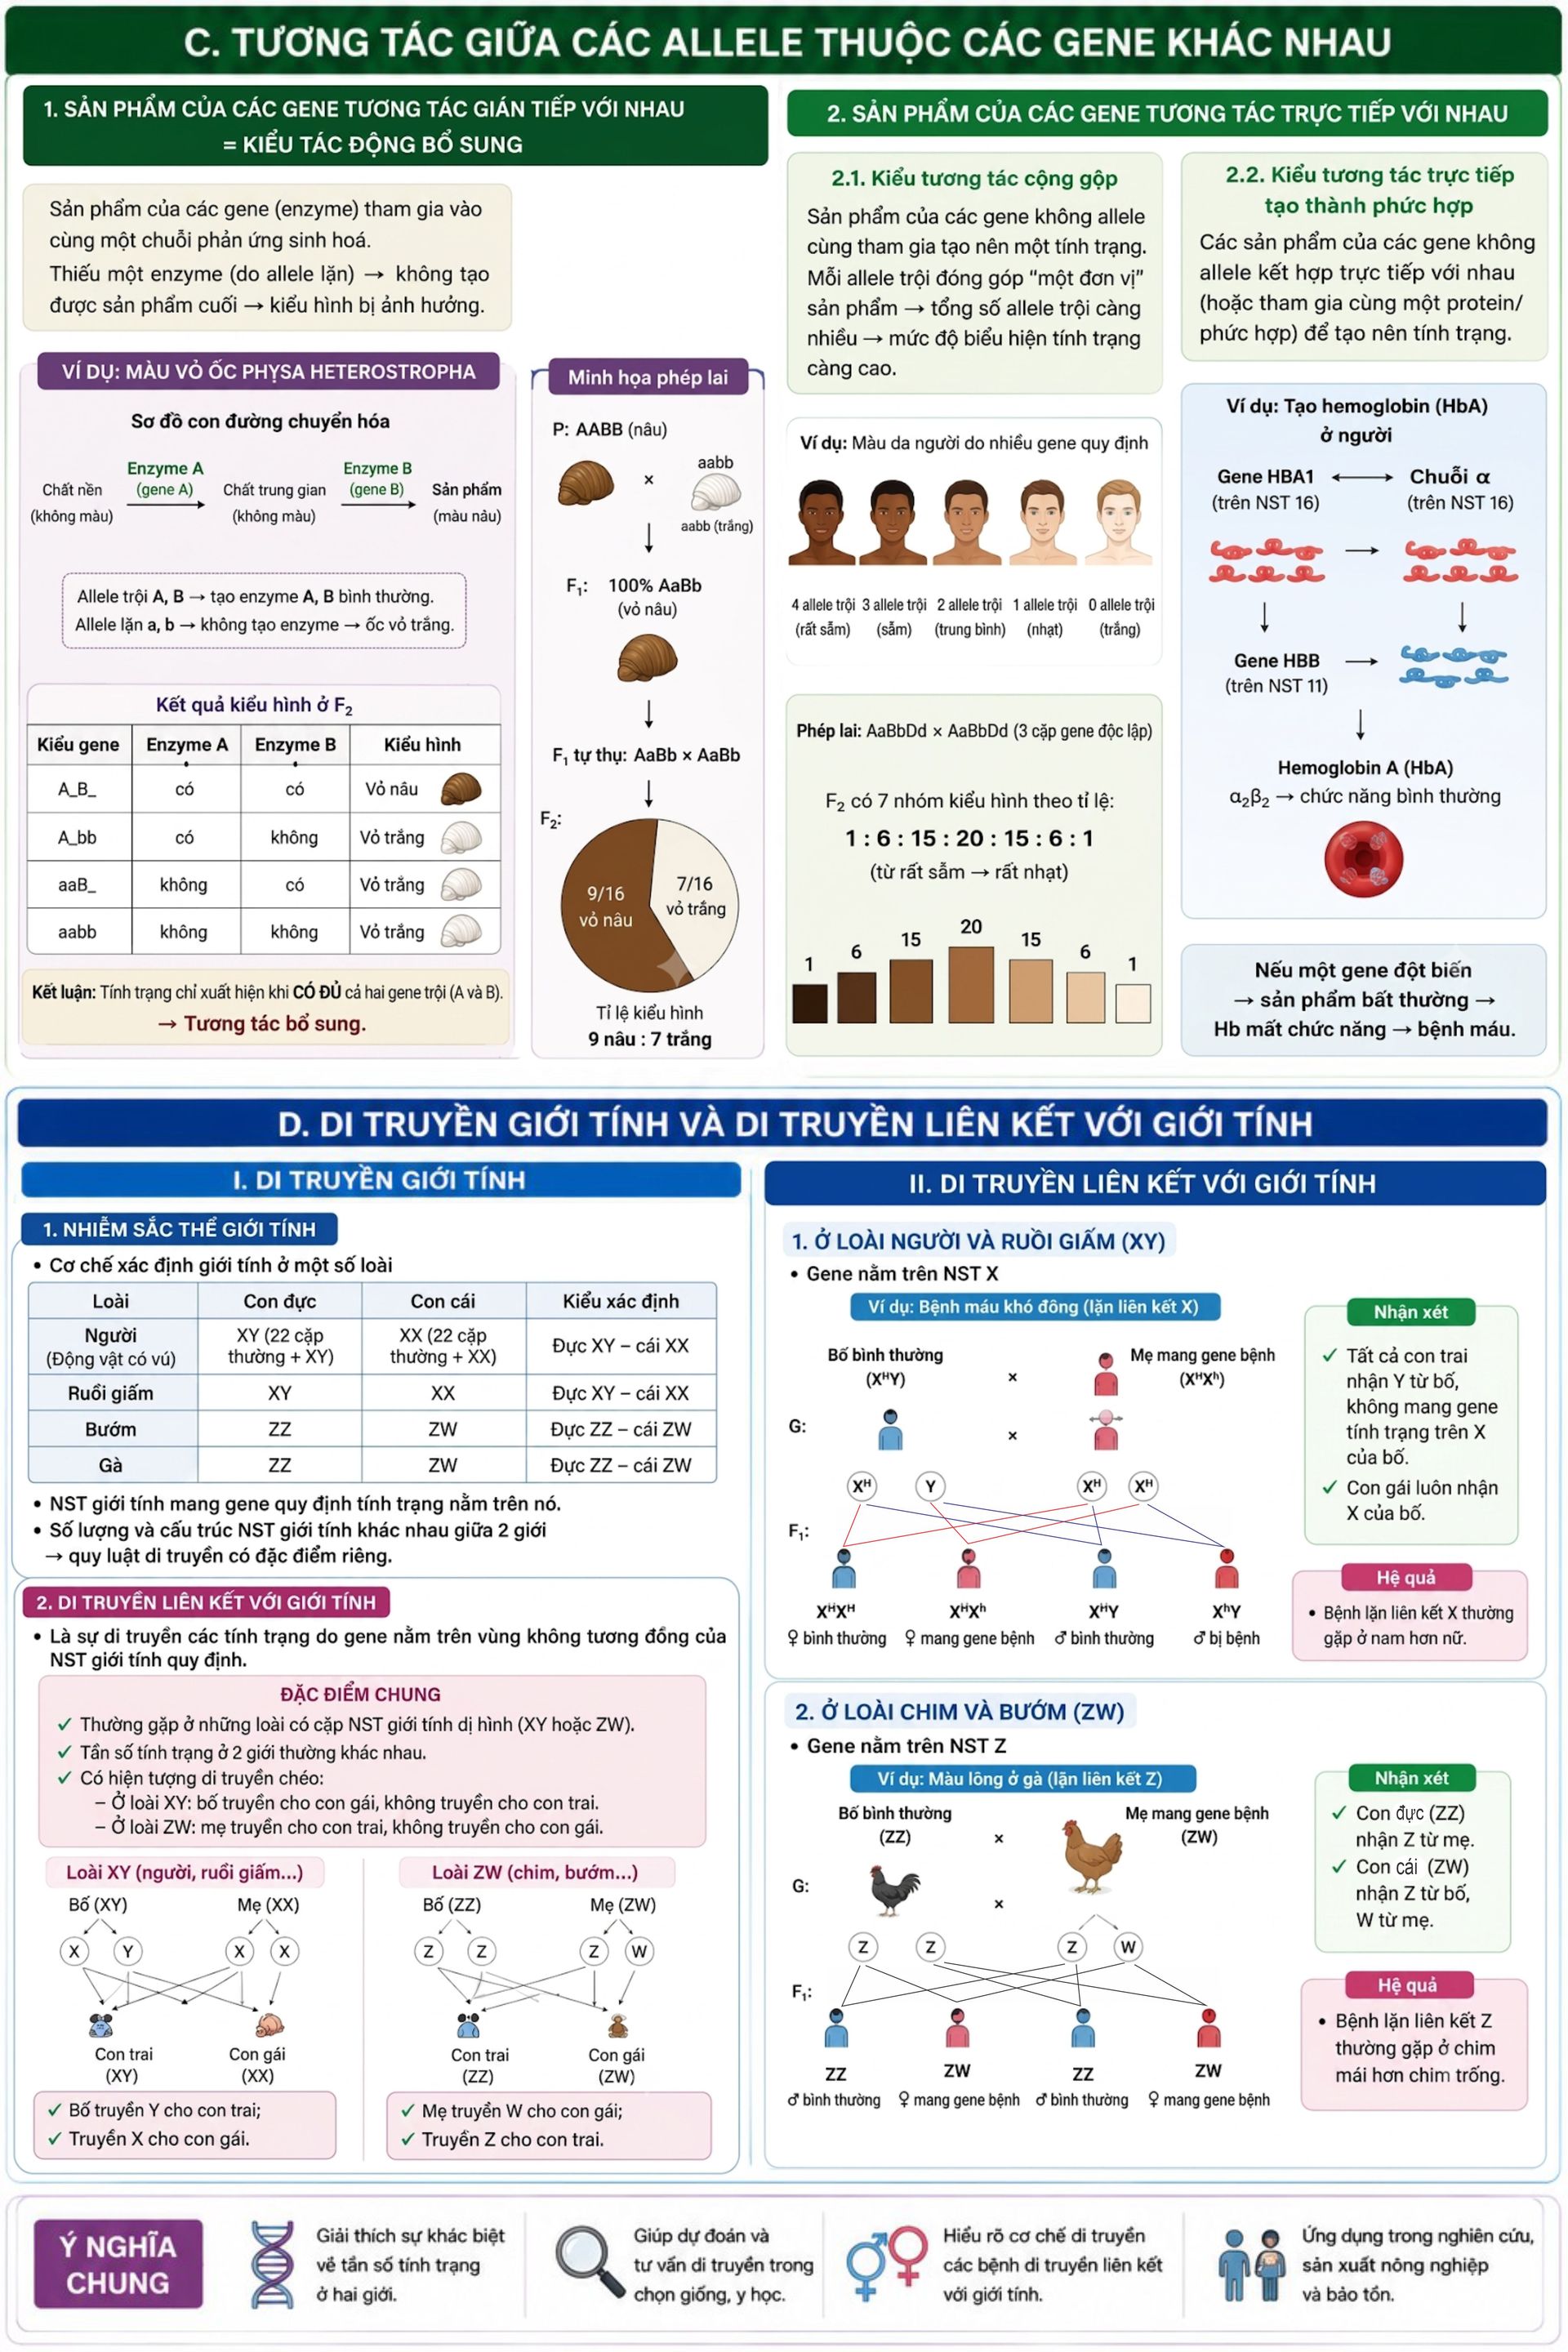 C. TƯƠNG TÁC GIỮA CÁC ALLELE THUỘC CÁC GENE KHÁC NHAU
1. SẢN PHẨM CỦA CÁC GENE TƯƠNG TÁC GIÁN TIẾP VỚI NHAU
= KIỂU TÁC ĐỘNG BỔ SUNG
Sản phẩm của các gene (enzyme) tham gia vào
cùng một chuỗi phản ứng sinh hoá.
Thiếu một enzyme (do allele lặn) → không tạo
được sản phẩm cuối → kiểu hình bị ảnh hưởng.
VÍ DỤ: MÀU VỎ ỐC PHYSA HETEROSTROPHA
Sơ đồ con đường chuyển hóa
Enzyme A
(gene A)
Enzyme B
(gene B)
Chất nền
(không màu)
Chất trung gian
(không màu)
Sản phẩm
(màu nâu)
Allele trội A, B → tạo enzyme A, B bình thường.
Allele lặn a, b → không tạo enzyme → ốc vỏ trắng.
Kết quả kiểu hình ở F₂
Kiểu gene Enzyme A Enzyme B Kiểu hình
A_B_ có có Vỏ nâu
A_bb có không Vỏ trắng
aaB_ không có Vỏ trắng
aabb không không Vỏ trắng
Kết luận: Tính trạng chỉ xuất hiện khi CÓ ĐỦ cả hai gene trội (A và B).
→ Tương tác bổ sung.
Minh họa phép lai
P: AABB (nâu)
×
aabb
aabb (trắng)
F₁: 100% AaBb
(vỏ nâu)
F₁ tự thụ: AaBb × AaBb
F₂:
9/16
vỏ nâu
7/16
vỏ trắng
Tỉ lệ kiểu hình
9 nâu : 7 trắng
2. SẢN PHẨM CỦA CÁC GENE TƯƠNG TÁC TRỰC TIẾP VỚI NHAU
2.1. Kiểu tương tác cộng gộp
Sản phẩm của các gene không allele
cùng tham gia tạo nên một tính trạng.
Mỗi allele trội đóng góp “một đơn vị”
sản phẩm → tổng số allele trội càng
nhiều → mức độ biểu hiện tính trạng
càng cao.
Ví dụ: Màu da người do nhiều gene quy định
4 allele trội 3 allele trội 2 allele trội 1 allele trội 0 allele trội
(rất sẫm) (sẫm) (trung bình) (nhạt) (trắng)
Phép lai: AaBbDd × AaBbDd (3 cặp gene độc lập)
F₂ có 7 nhóm kiểu hình theo tỉ lệ:
1 : 6 : 15 : 20 : 15 : 6 : 1
(từ rất sẫm → rất nhạt)
1 6 15 20 15 6 1
2.2. Kiểu tương tác trực tiếp
tạo thành phức hợp
Các sản phẩm của các gene không
allele kết hợp trực tiếp với nhau
(hoặc tham gia cùng một protein/
phức hợp) để tạo nên tính trạng.
Ví dụ: Tạo hemoglobin (HbA)
ở người
Gene HBA1 ⟷ Chuỗi α
(trên NST 16) (trên NST 16)
Gene HBB
(trên NST 11)
Hemoglobin A (HbA)
α₂β₂ → chức năng bình thường
Nếu một gene đột biến
→ sản phẩm bất thường →
Hb mất chức năng → bệnh máu.
D. DI TRUYỀN GIỚI TÍNH VÀ DI TRUYỀN LIÊN KẾT VỚI GIỚI TÍNH
I. DI TRUYỀN GIỚI TÍNH
1. NHIỄM SẮC THỂ GIỚI TÍNH
• Cơ chế xác định giới tính ở một số loài
Loài Con đực Con cái Kiểu xác định
Người
(Động vật có vú)
XY (22 cặp
thường + XY)
XX (22 cặp
thường + XX)
Đực XY – cái XX
Ruồi giấm XY XX Đực XY – cái XX
Bướm ZZ ZW Đực ZZ – cái ZW
Gà ZZ ZW Đực ZZ – cái ZW
• NST giới tính mang gene quy định tính trạng nằm trên nó.
• Số lượng và cấu trúc NST giới tính khác nhau giữa 2 giới
→ quy luật di truyền có đặc điểm riêng.
2. DI TRUYỀN LIÊN KẾT VỚI GIỚI TÍNH
• Là sự di truyền các tính trạng do gene nằm trên vùng không tương đồng của
NST giới tính quy định.
ĐẶC ĐIỂM CHUNG
✓ Thường gặp ở những loài có cặp NST giới tính dị hình (XY hoặc ZW).
✓ Tần số tính trạng ở 2 giới thường khác nhau.
✓ Có hiện tượng di truyền chéo:
– Ở loài XY: bố truyền cho con gái, không truyền cho con trai.
– Ở loài ZW: mẹ truyền cho con trai, không truyền cho con gái.
Loài XY (người, ruồi giấm...)
Bố (XY) Mẹ (XX)
X Y X X
Con trai
(XY)
Con gái
(XX)
✓ Bố truyền Y cho con trai;
✓ Truyền X cho con gái.
Loài ZW (chim, bướm...)
Bố (ZZ) Mẹ (ZW)
Z Z Z W
Con trai
(ZZ)
Con gái
(ZW)
✓ Mẹ truyền W cho con gái;
✓ Truyền Z cho con trai.
II. DI TRUYỀN LIÊN KẾT VỚI GIỚI TÍNH
1. Ở LOÀI NGƯỜI VÀ RUỒI GIẤM (XY)
• Gene nằm trên NST X
Ví dụ: Bệnh máu khó đông (lặn liên kết X)
Bố bình thường
(XᴴY)
×
Mẹ mang gene bệnh
(XᴴXʰ)
G: ×
Xᴴ Y Xᴴ Xᴴ
F₁:
XᴴXᴴ XᴴXʰ XᴴY XʰY
♀ bình thường ♀ mang gene bệnh ♂ bình thường ♂ bị bệnh
Nhận xét
✓ Tất cả con trai
nhận Y từ bố,
không mang gene
tính trạng trên X
của bố.
✓ Con gái luôn nhận
X của bố.
Hệ quả
• Bệnh lặn liên kết X thường
gặp ở nam hơn nữ.
2. Ở LOÀI CHIM VÀ BƯỚM (ZW)
• Gene nằm trên NST Z
Ví dụ: Màu lông ở gà (lặn liên kết Z)
Bố bình thường
(ZZ)
×
Mẹ mang gene bệnh
(ZW)
G: ×
Z Z Z W
F₁:
ZZ ZW ZZ ZW
♂ bình thường ♀ mang gene bệnh ♂ bình thường ♀ mang gene bệnh
Nhận xét
✓ Con đực (ZZ)
nhận Z từ mẹ.
✓ Con cái (ZW)
nhận Z từ bố,
W từ mẹ.
Hệ quả
• Bệnh lặn liên kết Z
thường gặp ở chim
mái hơn chim trống.
Ý NGHĨA
CHUNG
Giải thích sự khác biệt
về tần số tính trạng
ở hai giới.
Giúp dự đoán và
tư vấn di truyền trong
chọn giống, y học.
Hiểu rõ cơ chế di truyền
các bệnh di truyền liên kết
với giới tính.
Ứng dụng trong nghiên cứu,
sản xuất nông nghiệp
và bảo tồn.